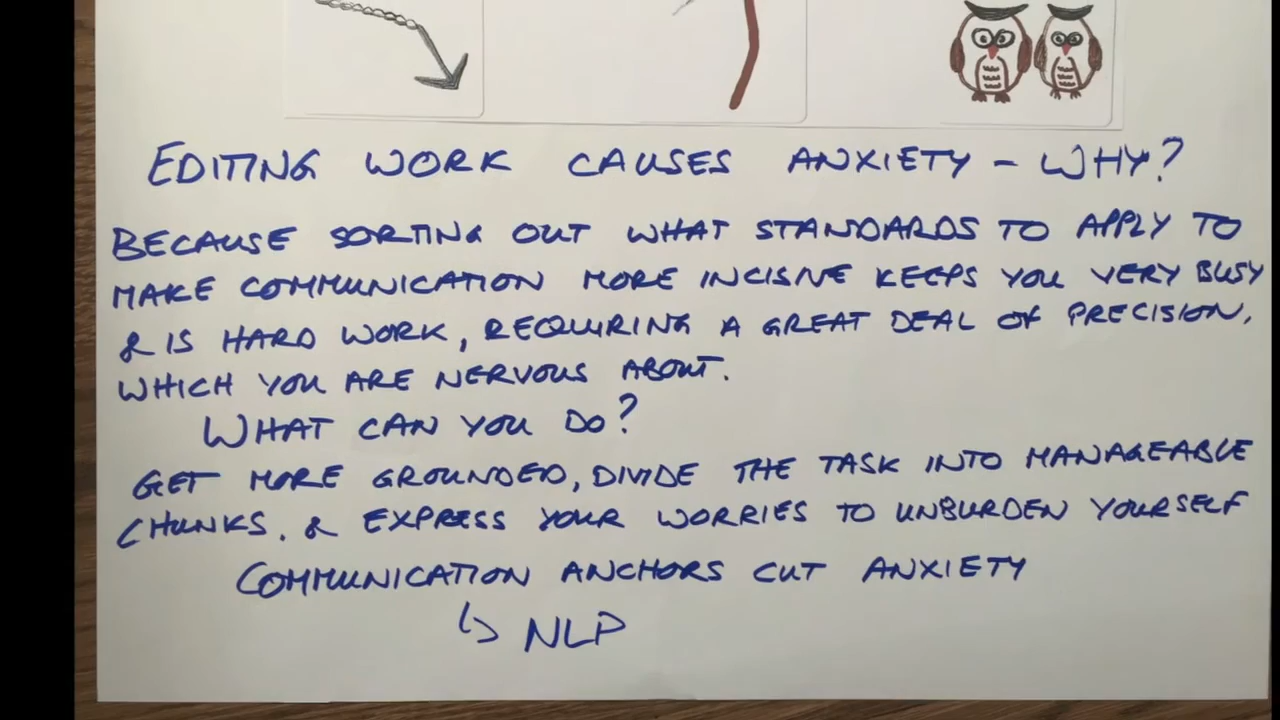 EDITING WORK CAUSES ANXIETY - WHY?
BECAUSE SORTING OUT WHAT STANDARDS TO APPLY TO
MAKE COMMUNICATION MORE INCISIVE KEEPS YOU VERY BUSY
& IS HARD WORK, REQUIRING A GREAT DEAL OF PRECISION,
WHICH YOU ARE NERVOUS ABOUT.
WHAT CAN YOU DO?
GET MORE GROUNDED, DIVIDE THE TASK INTO MANAGEABLE
CHUNKS. & EXPRESS YOUR WORRIES TO UNBURDEN YOURSELF
COMMUNICATION ANCHORS CUT ANXIETY
↳ NLP